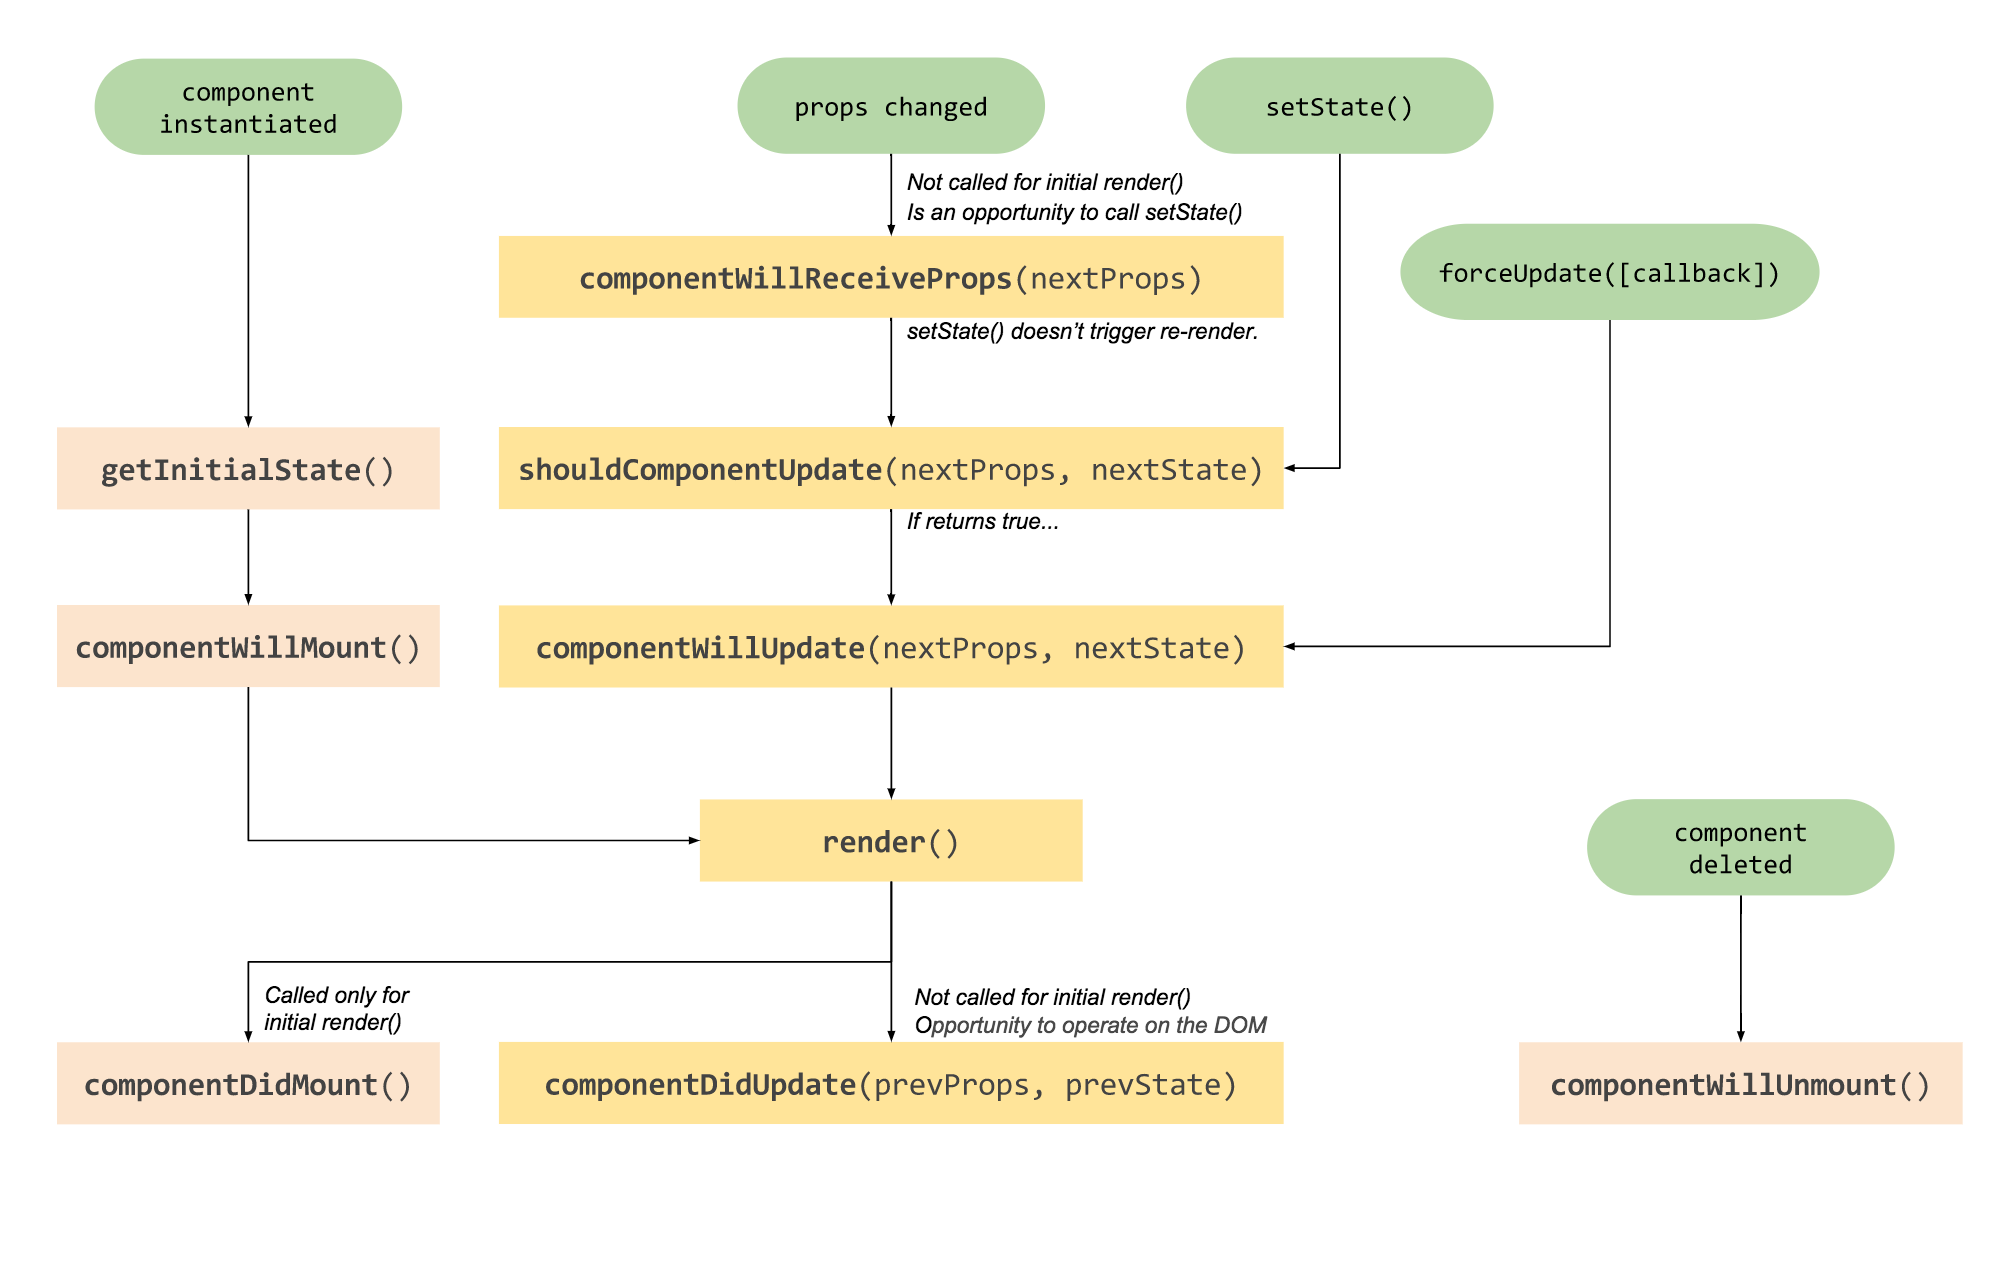 component
instantiated
props changed
setState()
Not called for initial render()
Is an opportunity to call setState()
componentWillReceiveProps(nextProps)
forceUpdate([callback])
setState() doesn’t trigger re-render.
getInitialState()
shouldComponentUpdate(nextProps, nextState)
If returns true...
componentWillMount()
componentWillUpdate(nextProps, nextState)
render()
component
deleted
Called only for
initial render()
Not called for initial render()
Opportunity to operate on the DOM
componentDidMount()
componentDidUpdate(prevProps, prevState)
componentWillUnmount()